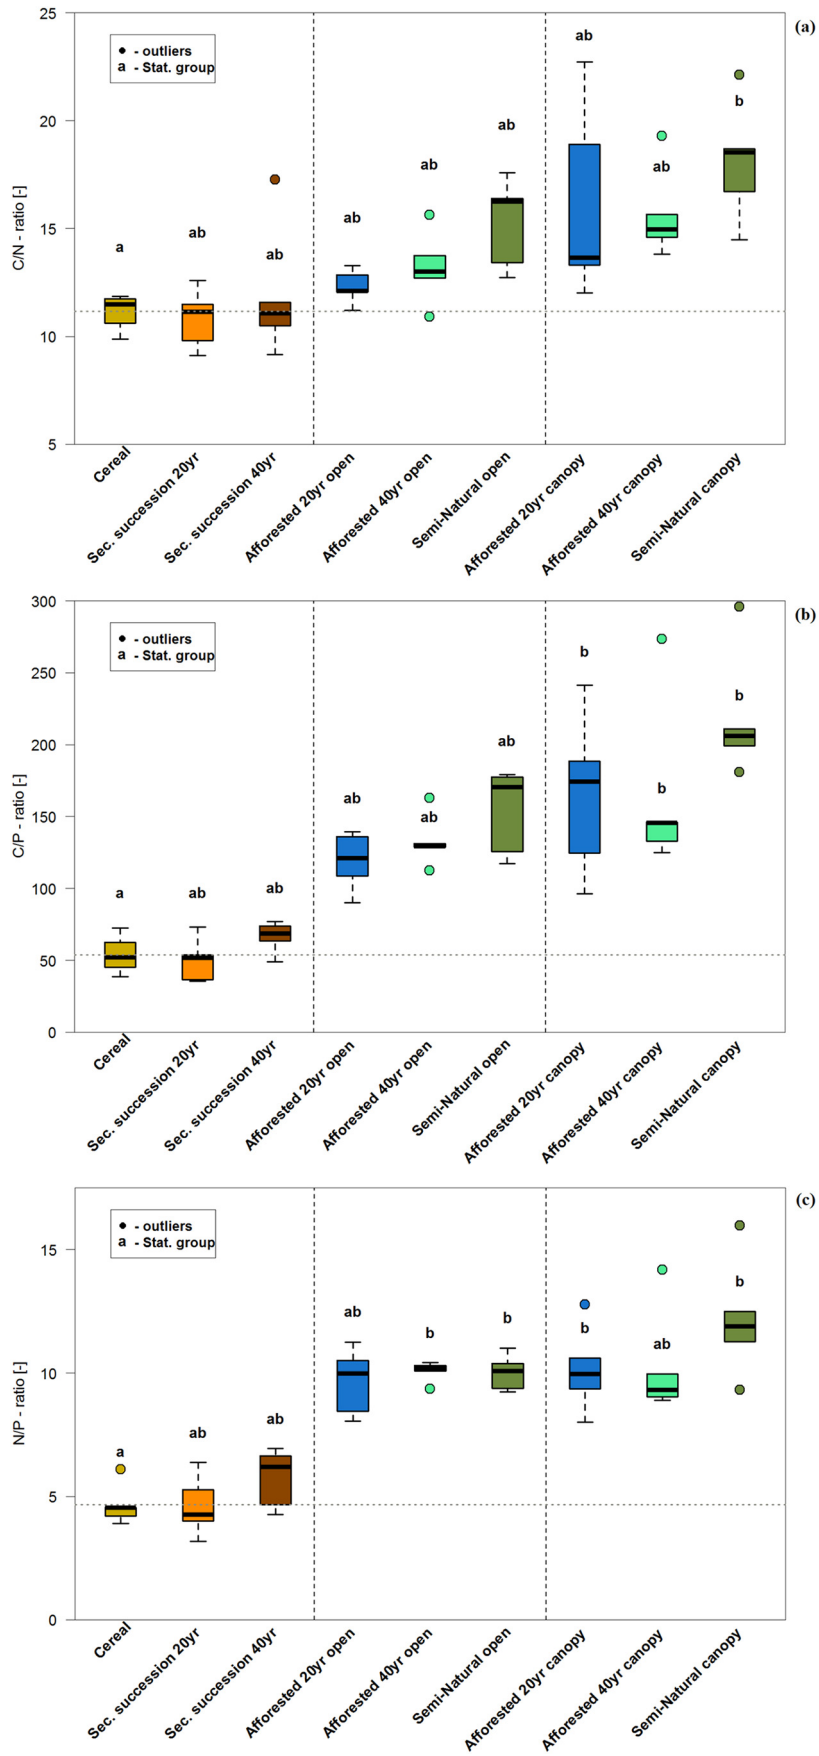 (a)
25
20
15
10
5
C/N - ratio [-]
- outliers
a - Stat. group
a
ab
ab
ab
ab
ab
ab
ab
b
Cereal
Sec. succession 20yr
Sec. succession 40yr
Afforested 20yr open
Afforested 40yr open
Semi-Natural open
Afforested 20yr canopy
Afforested 40yr canopy
Semi-Natural canopy
(b)
300
250
200
150
100
50
0
C/P - ratio [-]
- outliers
a - Stat. group
a
ab
ab
ab
ab
ab
b
b
b
Cereal
Sec. succession 20yr
Sec. succession 40yr
Afforested 20yr open
Afforested 40yr open
Semi-Natural open
Afforested 20yr canopy
Afforested 40yr canopy
Semi-Natural canopy
(c)
15
10
5
0
N/P - ratio [-]
- outliers
a - Stat. group
a
ab
ab
ab
b
b
b
ab
b
Cereal
Sec. succession 20yr
Sec. succession 40yr
Afforested 20yr open
Afforested 40yr open
Semi-Natural open
Afforested 20yr canopy
Afforested 40yr canopy
Semi-Natural canopy